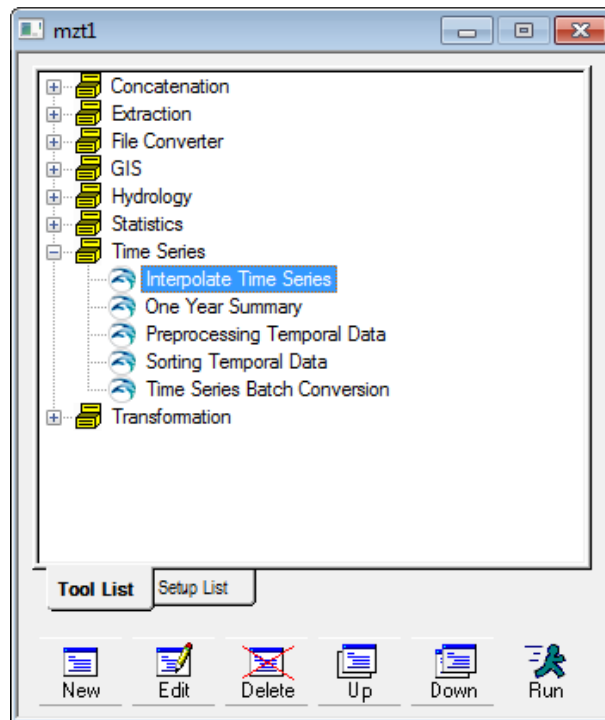 mzt1
Concatenation
Extraction
File Converter
GIS
Hydrology
Statistics
Time Series
Interpolate Time Series
One Year Summary
Preprocessing Temporal Data
Sorting Temporal Data
Time Series Batch Conversion
Transformation
Tool List Setup List
New Edit Delete Up Down Run